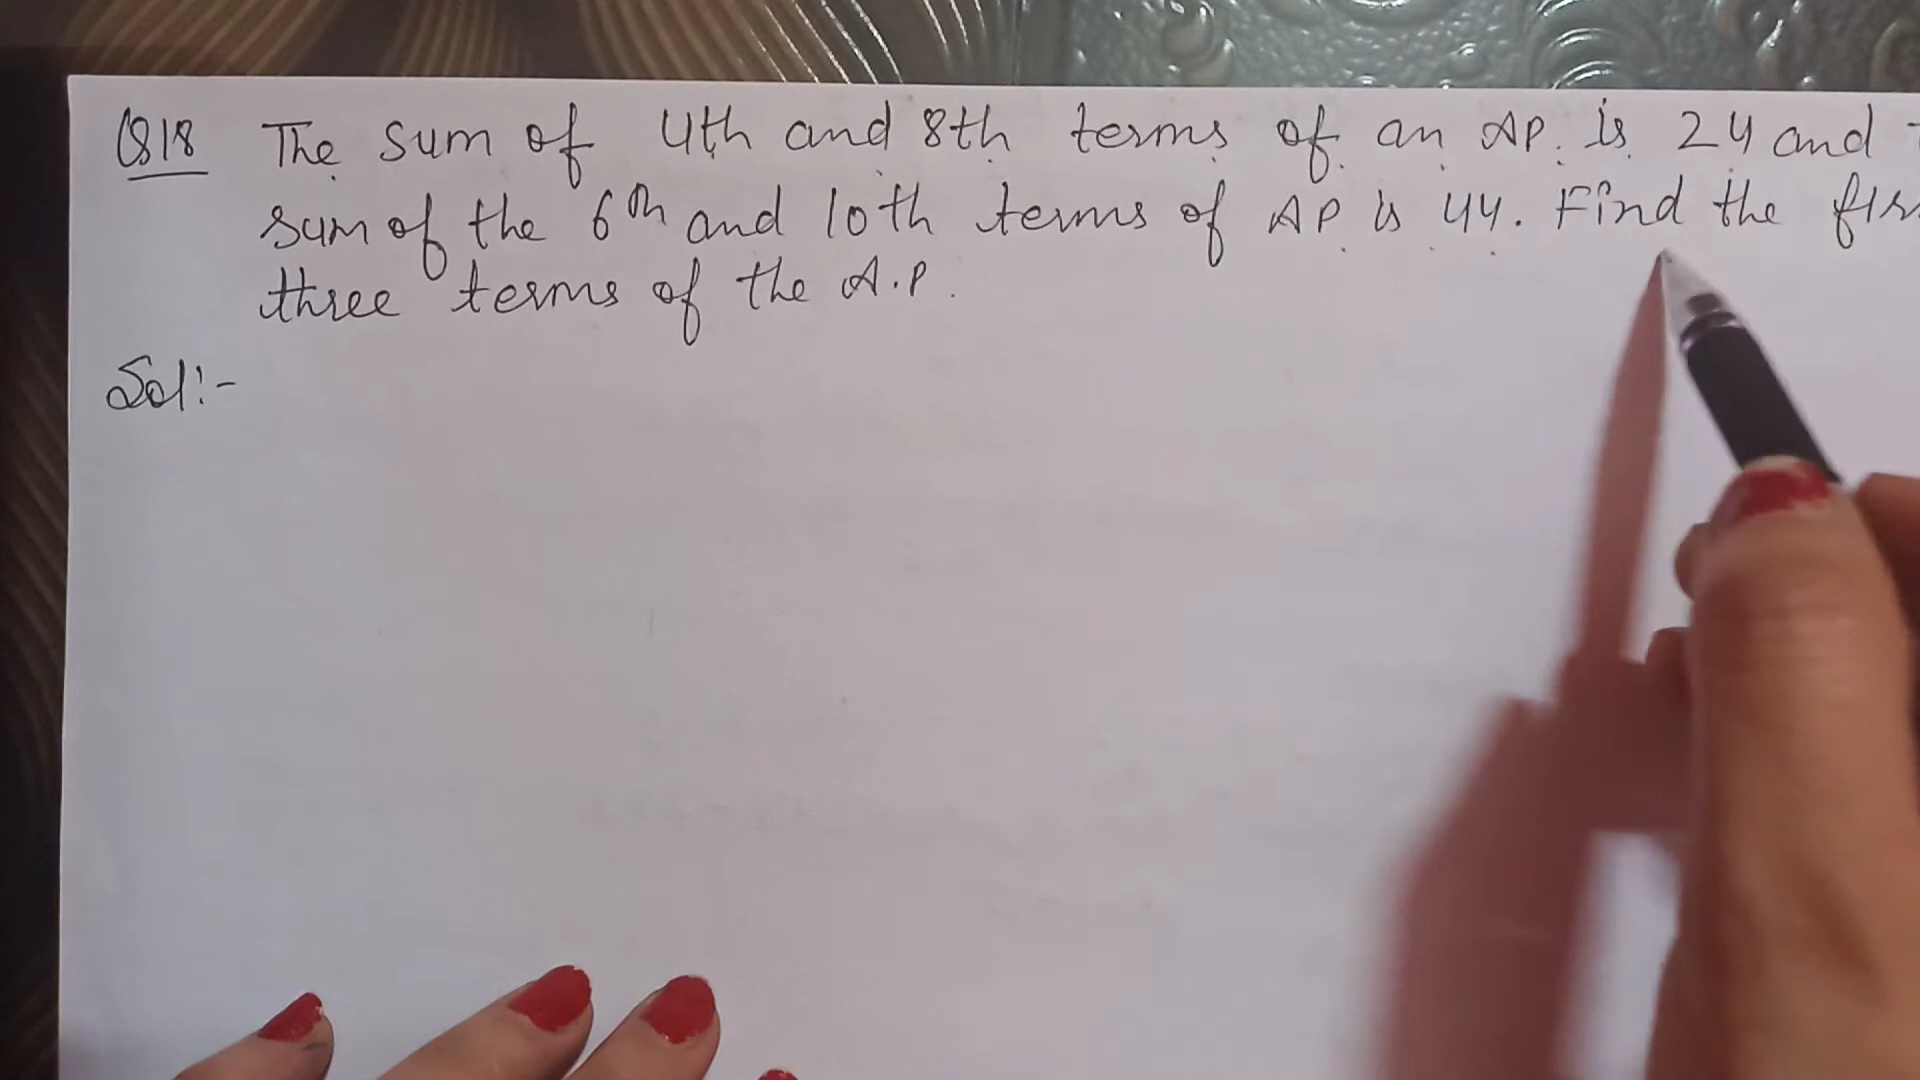 Q18 The sum of 4th and 8th terms of an AP. is 24 and
sum of the 6th and 10th terms of AP is 44. Find the
three terms of the A.P.
Sol:-